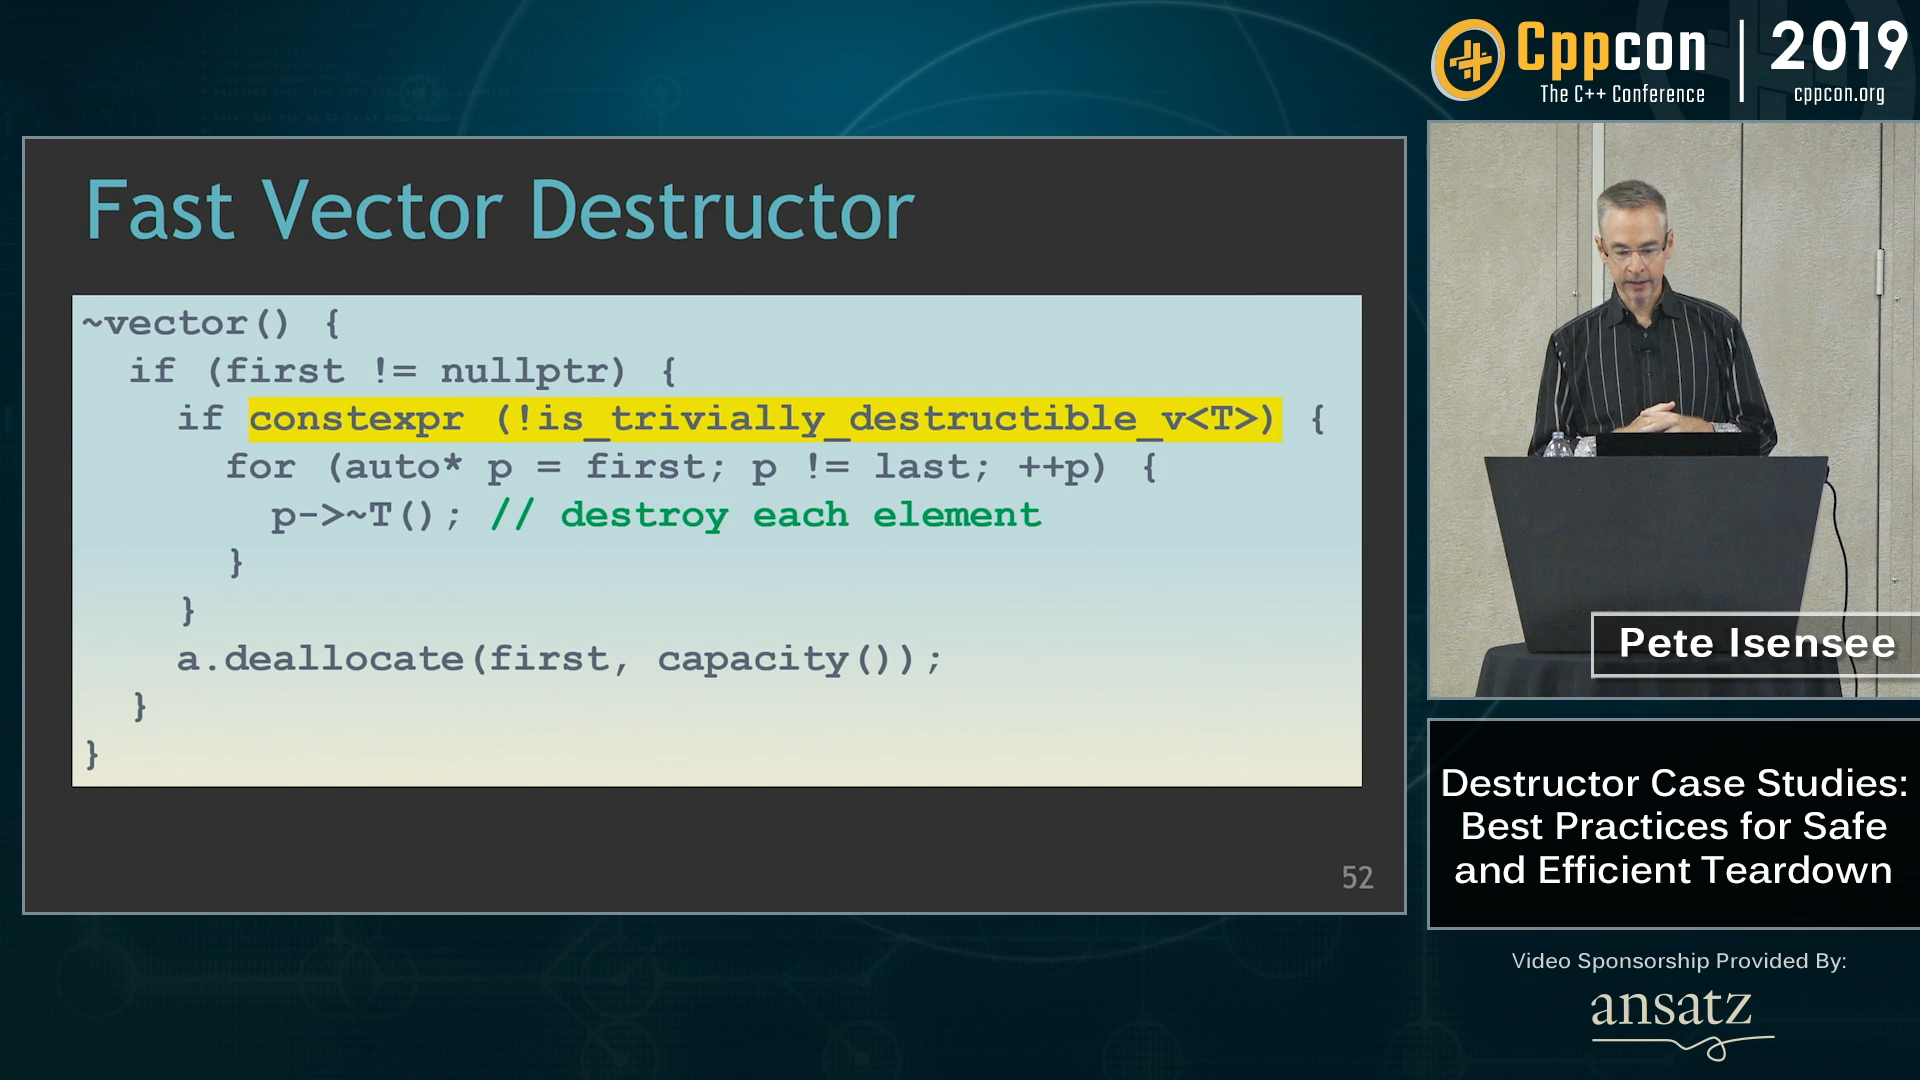 Cppcon
The C++ Conference
2019
cppcon.org
Fast Vector Destructor
~vector() {
if (first != nullptr) {
if constexpr (!is_trivially_destructible_v<T>) {
for (auto* p = first; p != last; ++p) {
p->~T(); // destroy each element
}
}
a.deallocate(first, capacity());
}
}
52
Pete Isensee
Destructor Case Studies:
Best Practices for Safe
and Efficient Teardown
Video Sponsorship Provided By:
ansatz